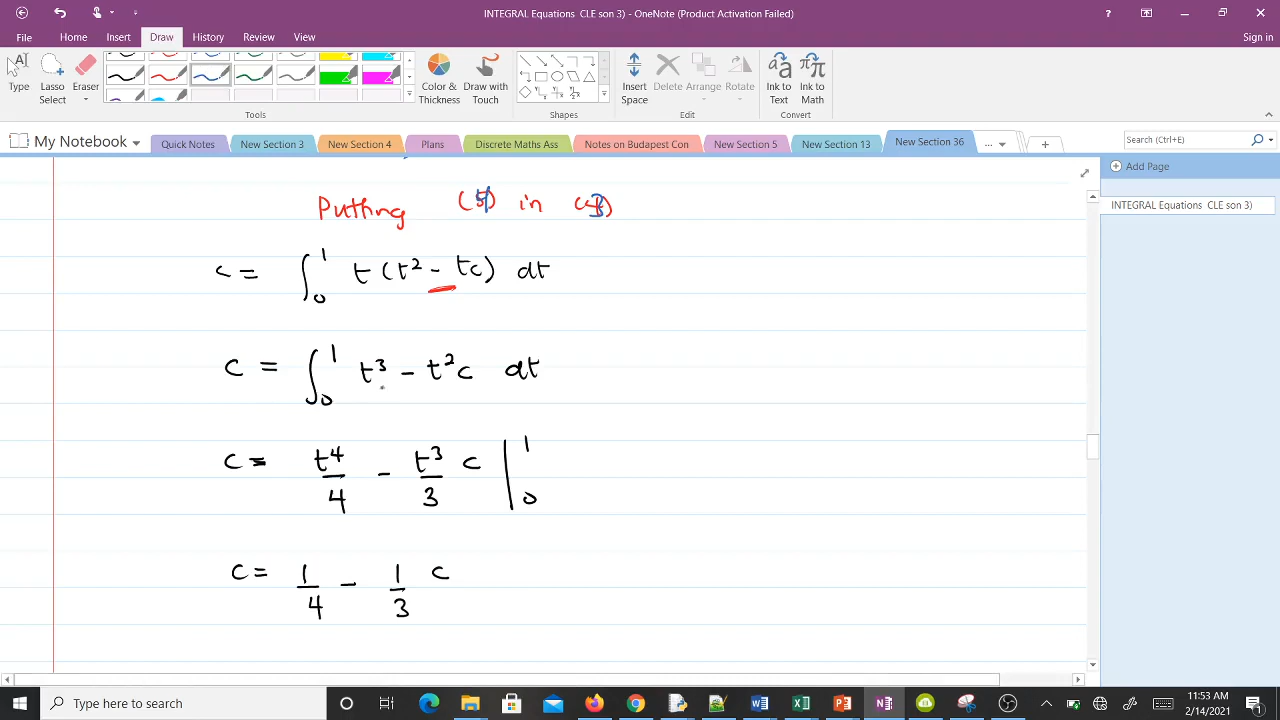 INTEGRAL Equations CLE son 3) - OneNote (Product Activation Failed)
File Home Insert Draw History Review View Sign in
Type Lasso Select Eraser Color & Thickness Draw with Touch Insert Space Delete Arrange Rotate Ink to Text Ink to Math
Tools Shapes Edit Convert
My Notebook Quick Notes New Section 3 New Section 4 Plans Discrete Maths Ass Notes on Budapest Con New Section 5 New Section 13 New Section 36 ... + Search (Ctrl+E)
Add Page
INTEGRAL Equations CLE son 3)
Putting in
c = ∫₀¹ t(t² - tc) dt
c = ∫₀¹ t³ - t²c dt
c = t⁴/4 - t³/3 c |₀¹
c = 1/4 - 1/3 c
Type here to search
11:53 AM
2/14/2021